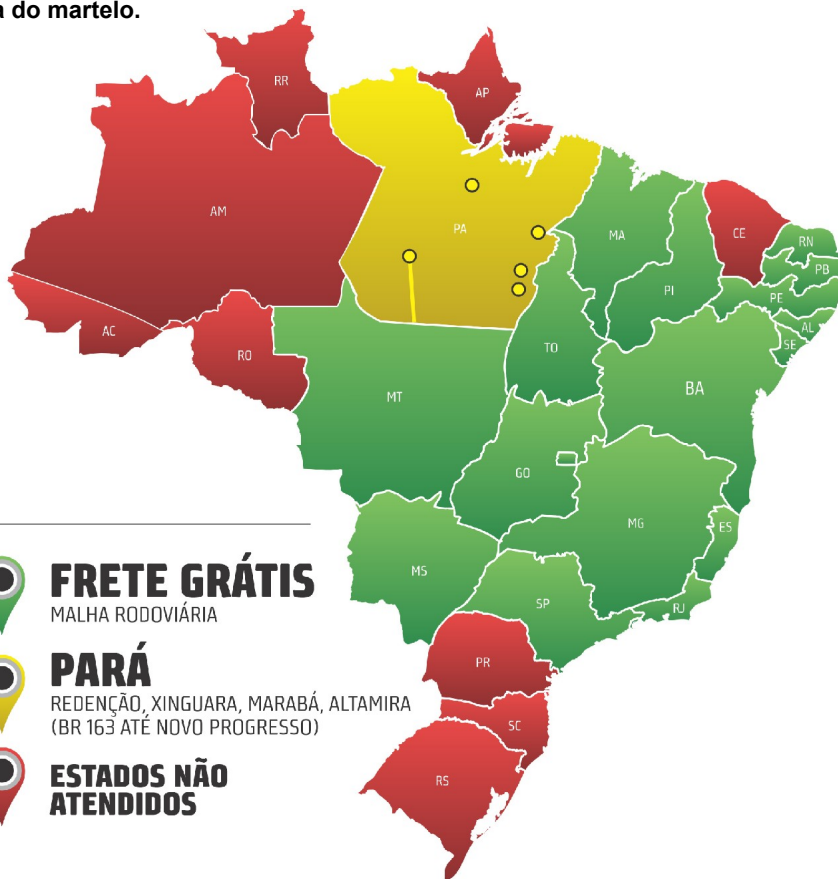 do martelo.
RR
AP
AM
PA
MA
CE
RN
PB
PI
PE
AL
SE
AC
RO
TO
MT
BA
GO
MG
ES
MS
SP
RJ
PR
SC
RS
FRETE GRÁTIS
MALHA RODOVIÁRIA
PARÁ
REDENÇÃO, XINGUARA, MARABÁ, ALTAMIRA
(BR 163 ATÉ NOVO PROGRESSO)
ESTADOS NÃO
ATENDIDOS